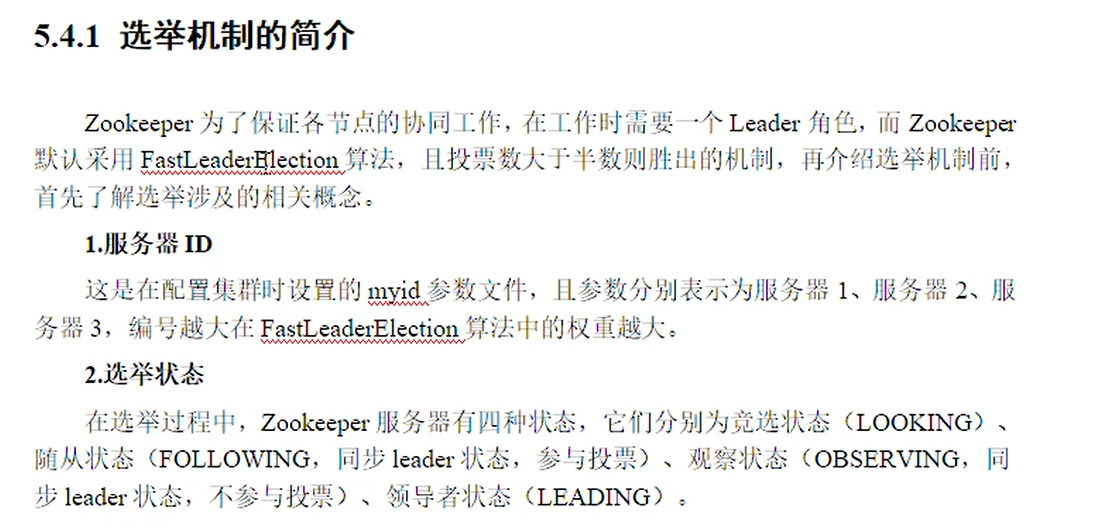 5.4.1 选举机制的简介
Zookeeper 为了保证各节点的协同工作，在工作时需要一个 Leader 角色，而 Zookeeper
默认采用 FastLeaderElection 算法，且投票数大于半数则胜出的机制，再介绍选举机制前，
首先了解选举涉及的相关概念。
1.服务器 ID
这是在配置集群时设置的 myid 参数文件，且参数分别表示为服务器 1、服务器 2、服
务器 3，编号越大在 FastLeaderElection 算法中的权重越大。
2.选举状态
在选举过程中，Zookeeper 服务器有四种状态，它们分别为竞选状态（LOOKING）、
随从状态（FOLLOWING，同步 leader 状态，参与投票）、观察状态（OBSERVING，同
步 leader 状态，不参与投票）、领导者状态（LEADING）。